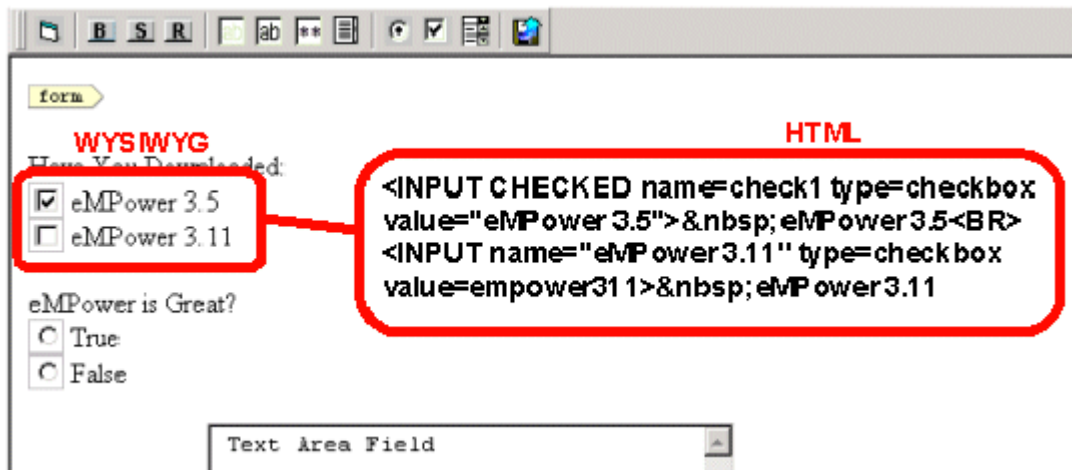 B S R ab ab **
form
WYSIWYG
HTML
Have You Downloaded:
eMPower 3.5
eMPower 3.11
<INPUT CHECKED name=check1 type=checkbox
value="eMPower 3.5">&nbsp;eMPower 3.5<BR>
<INPUT name="eMPower 3.11" type=checkbox
value=empower311>&nbsp;eMPower 3.11
eMPower is Great?
True
False
Text Area Field